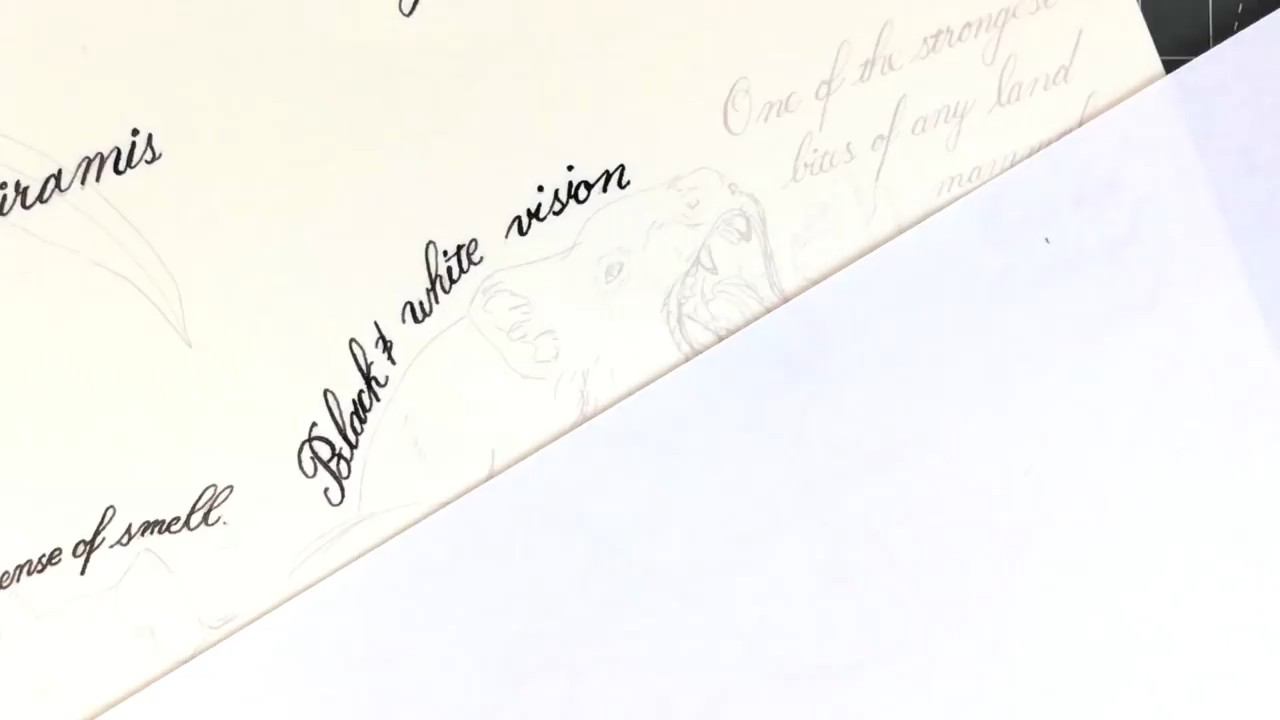 One of the strongest
bites of any land
iramis
Black & white vision
ense of smell.